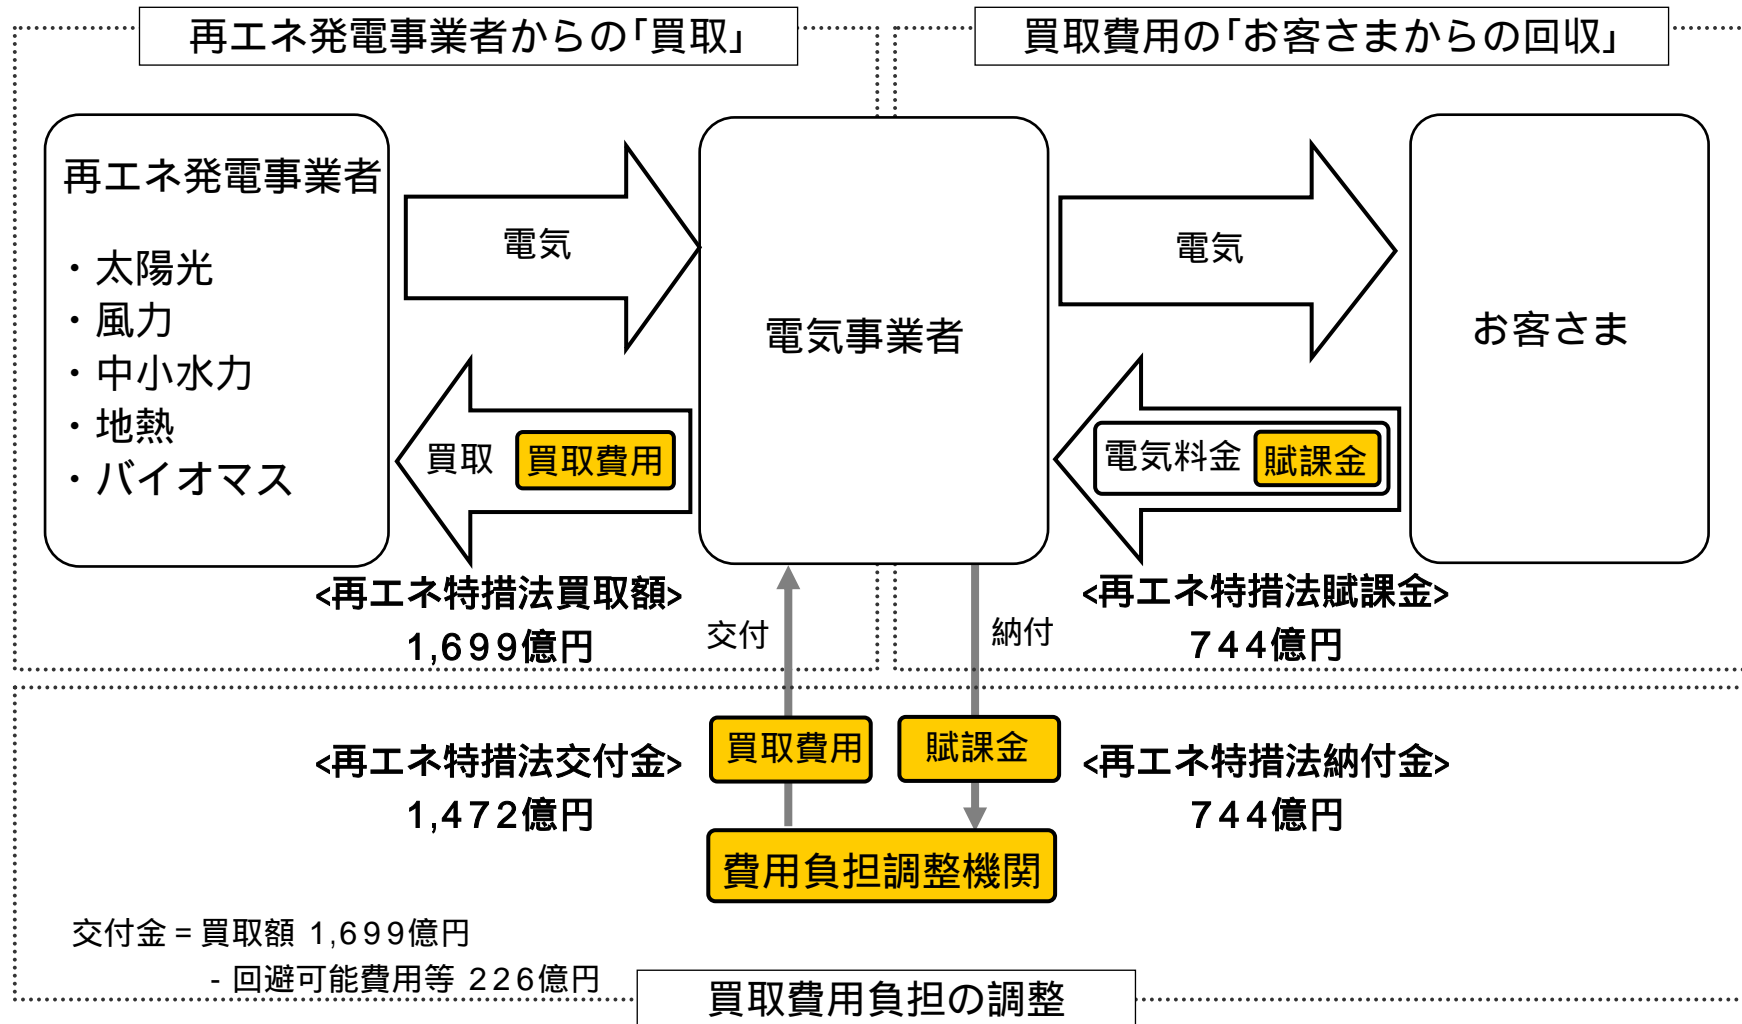 再エネ発電事業者からの「買取」
買取費用の「お客さまからの回収」
再エネ発電事業者
・太陽光
・風力
・中小水力
・地熱
・バイオマス
電気
買取
買取費用
電気事業者
電気
電気料金
賦課金
お客さま
<再エネ特措法買取額>
1,699億円
交付
納付
<再エネ特措法賦課金>
744億円
<再エネ特措法交付金>
1,472億円
買取費用
賦課金
<再エネ特措法納付金>
744億円
費用負担調整機関
交付金=買取額 1,699億円
- 回避可能費用等 226億円
買取費用負担の調整